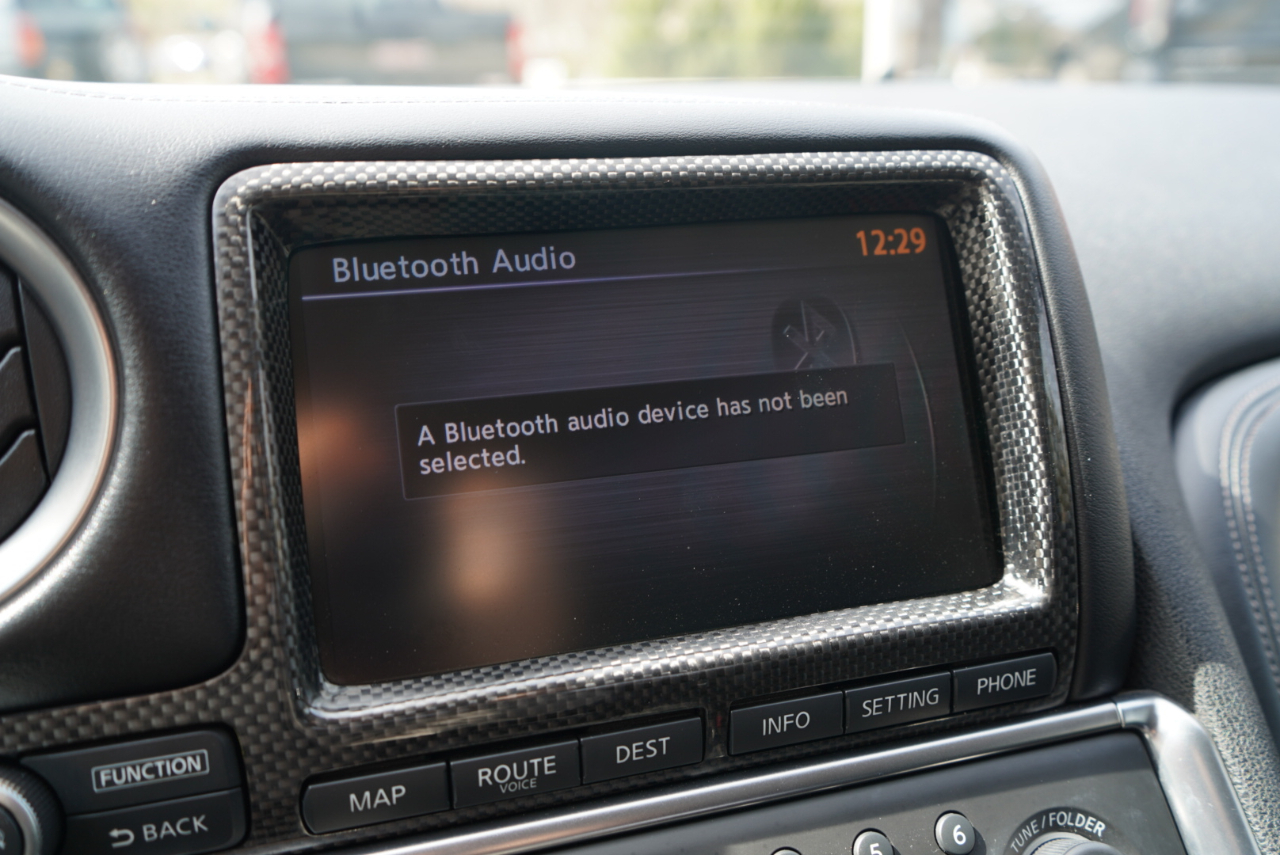 Bluetooth Audio
12:29
A Bluetooth audio device has not been
selected.
FUNCTION
BACK
MAP
ROUTE
VOICE
DEST
INFO
SETTING
PHONE
5
6
TUNE / FOLDER